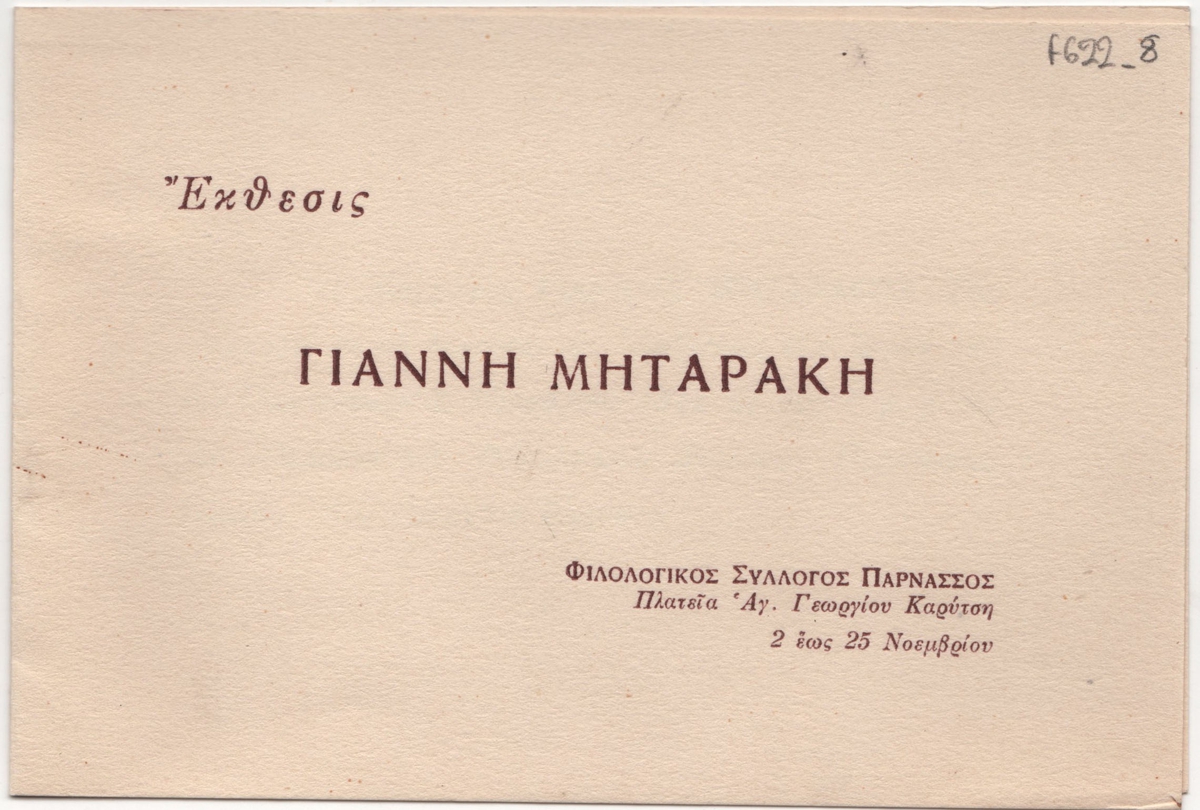 F622_8
Ἔκθεσις
ΓΙΑΝΝΗ ΜΗΤΑΡΑΚΗ
ΦΙΛΟΛΟΓΙΚΟΣ ΣΥΛΛΟΓΟΣ ΠΑΡΝΑΣΣΟΣ
Πλατεῖα Ἁγ. Γεωργίου Καρύτση
2 ἕως 25 Νοεμβρίου